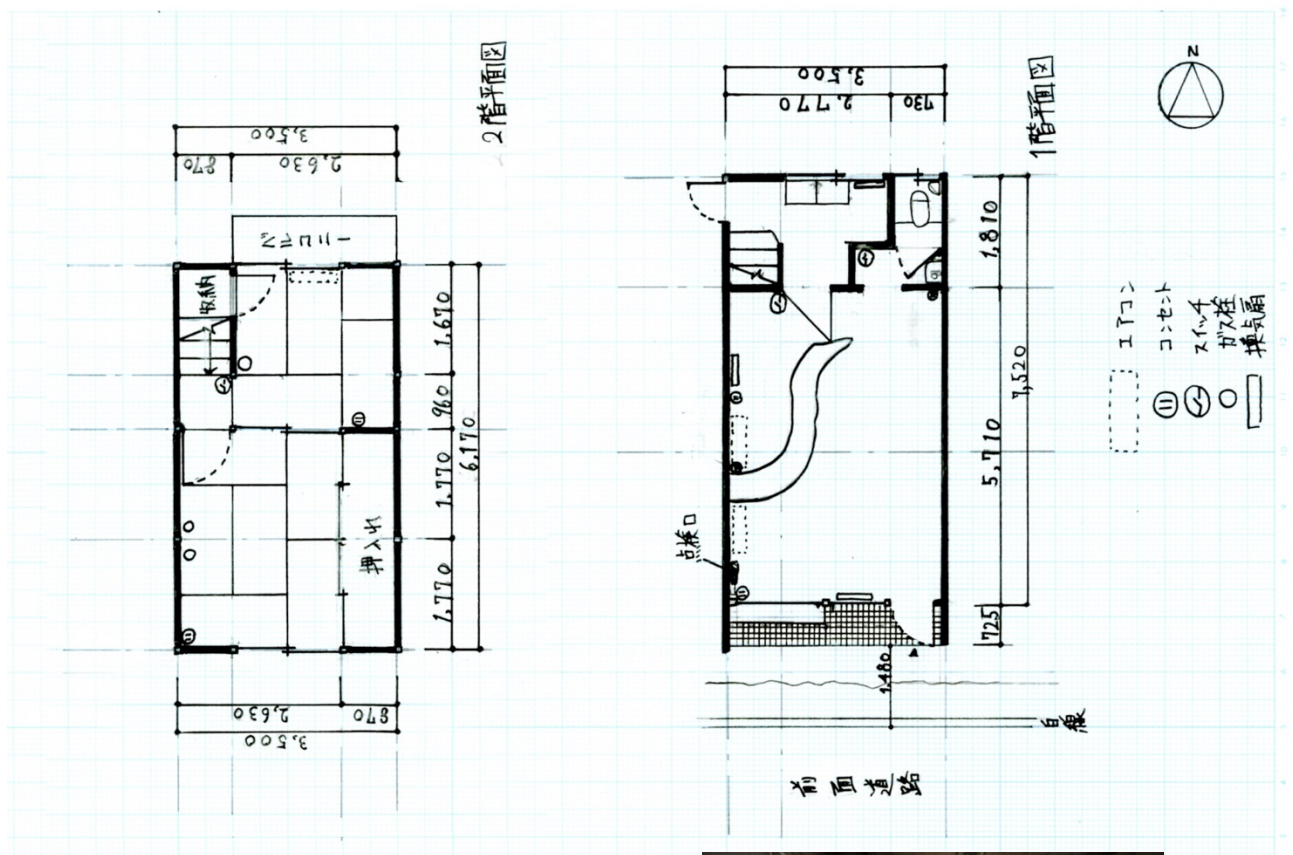 2階平面図
3,500
870
2,630
バルコニー
収納
1,670
960
1,770
6,170
1,770
押入れ
2,630
870
3,500
1階平面図
3,500
2,770
730
1,810
7,520
5,710
725
点検口
1,480
白線
前面道路
N
エアコン
コンセント
スイッチ
ガス栓
換気扇